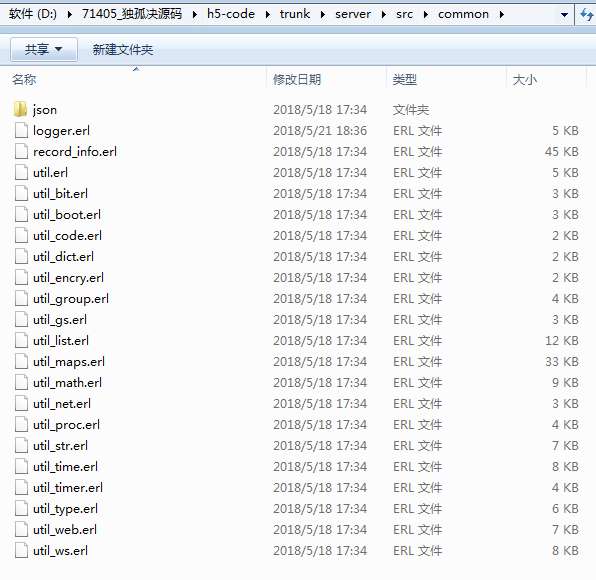 软件 (D:) 71405_独孤决源码 h5-code trunk server src common
共享 新建文件夹
名称 修改日期 类型 大小
json 2018/5/18 17:34 文件夹
logger.erl 2018/5/21 18:36 ERL 文件 5 KB
record_info.erl 2018/5/18 17:34 ERL 文件 45 KB
util.erl 2018/5/18 17:34 ERL 文件 5 KB
util_bit.erl 2018/5/18 17:34 ERL 文件 3 KB
util_boot.erl 2018/5/18 17:34 ERL 文件 3 KB
util_code.erl 2018/5/18 17:34 ERL 文件 2 KB
util_dict.erl 2018/5/18 17:34 ERL 文件 2 KB
util_encry.erl 2018/5/18 17:34 ERL 文件 2 KB
util_group.erl 2018/5/18 17:34 ERL 文件 4 KB
util_gs.erl 2018/5/18 17:34 ERL 文件 3 KB
util_list.erl 2018/5/18 17:34 ERL 文件 12 KB
util_maps.erl 2018/5/18 17:34 ERL 文件 33 KB
util_math.erl 2018/5/18 17:34 ERL 文件 9 KB
util_net.erl 2018/5/18 17:34 ERL 文件 3 KB
util_proc.erl 2018/5/18 17:34 ERL 文件 4 KB
util_str.erl 2018/5/18 17:34 ERL 文件 7 KB
util_time.erl 2018/5/18 17:34 ERL 文件 8 KB
util_timer.erl 2018/5/18 17:34 ERL 文件 4 KB
util_type.erl 2018/5/18 17:34 ERL 文件 6 KB
util_web.erl 2018/5/18 17:34 ERL 文件 7 KB
util_ws.erl 2018/5/18 17:34 ERL 文件 8 KB